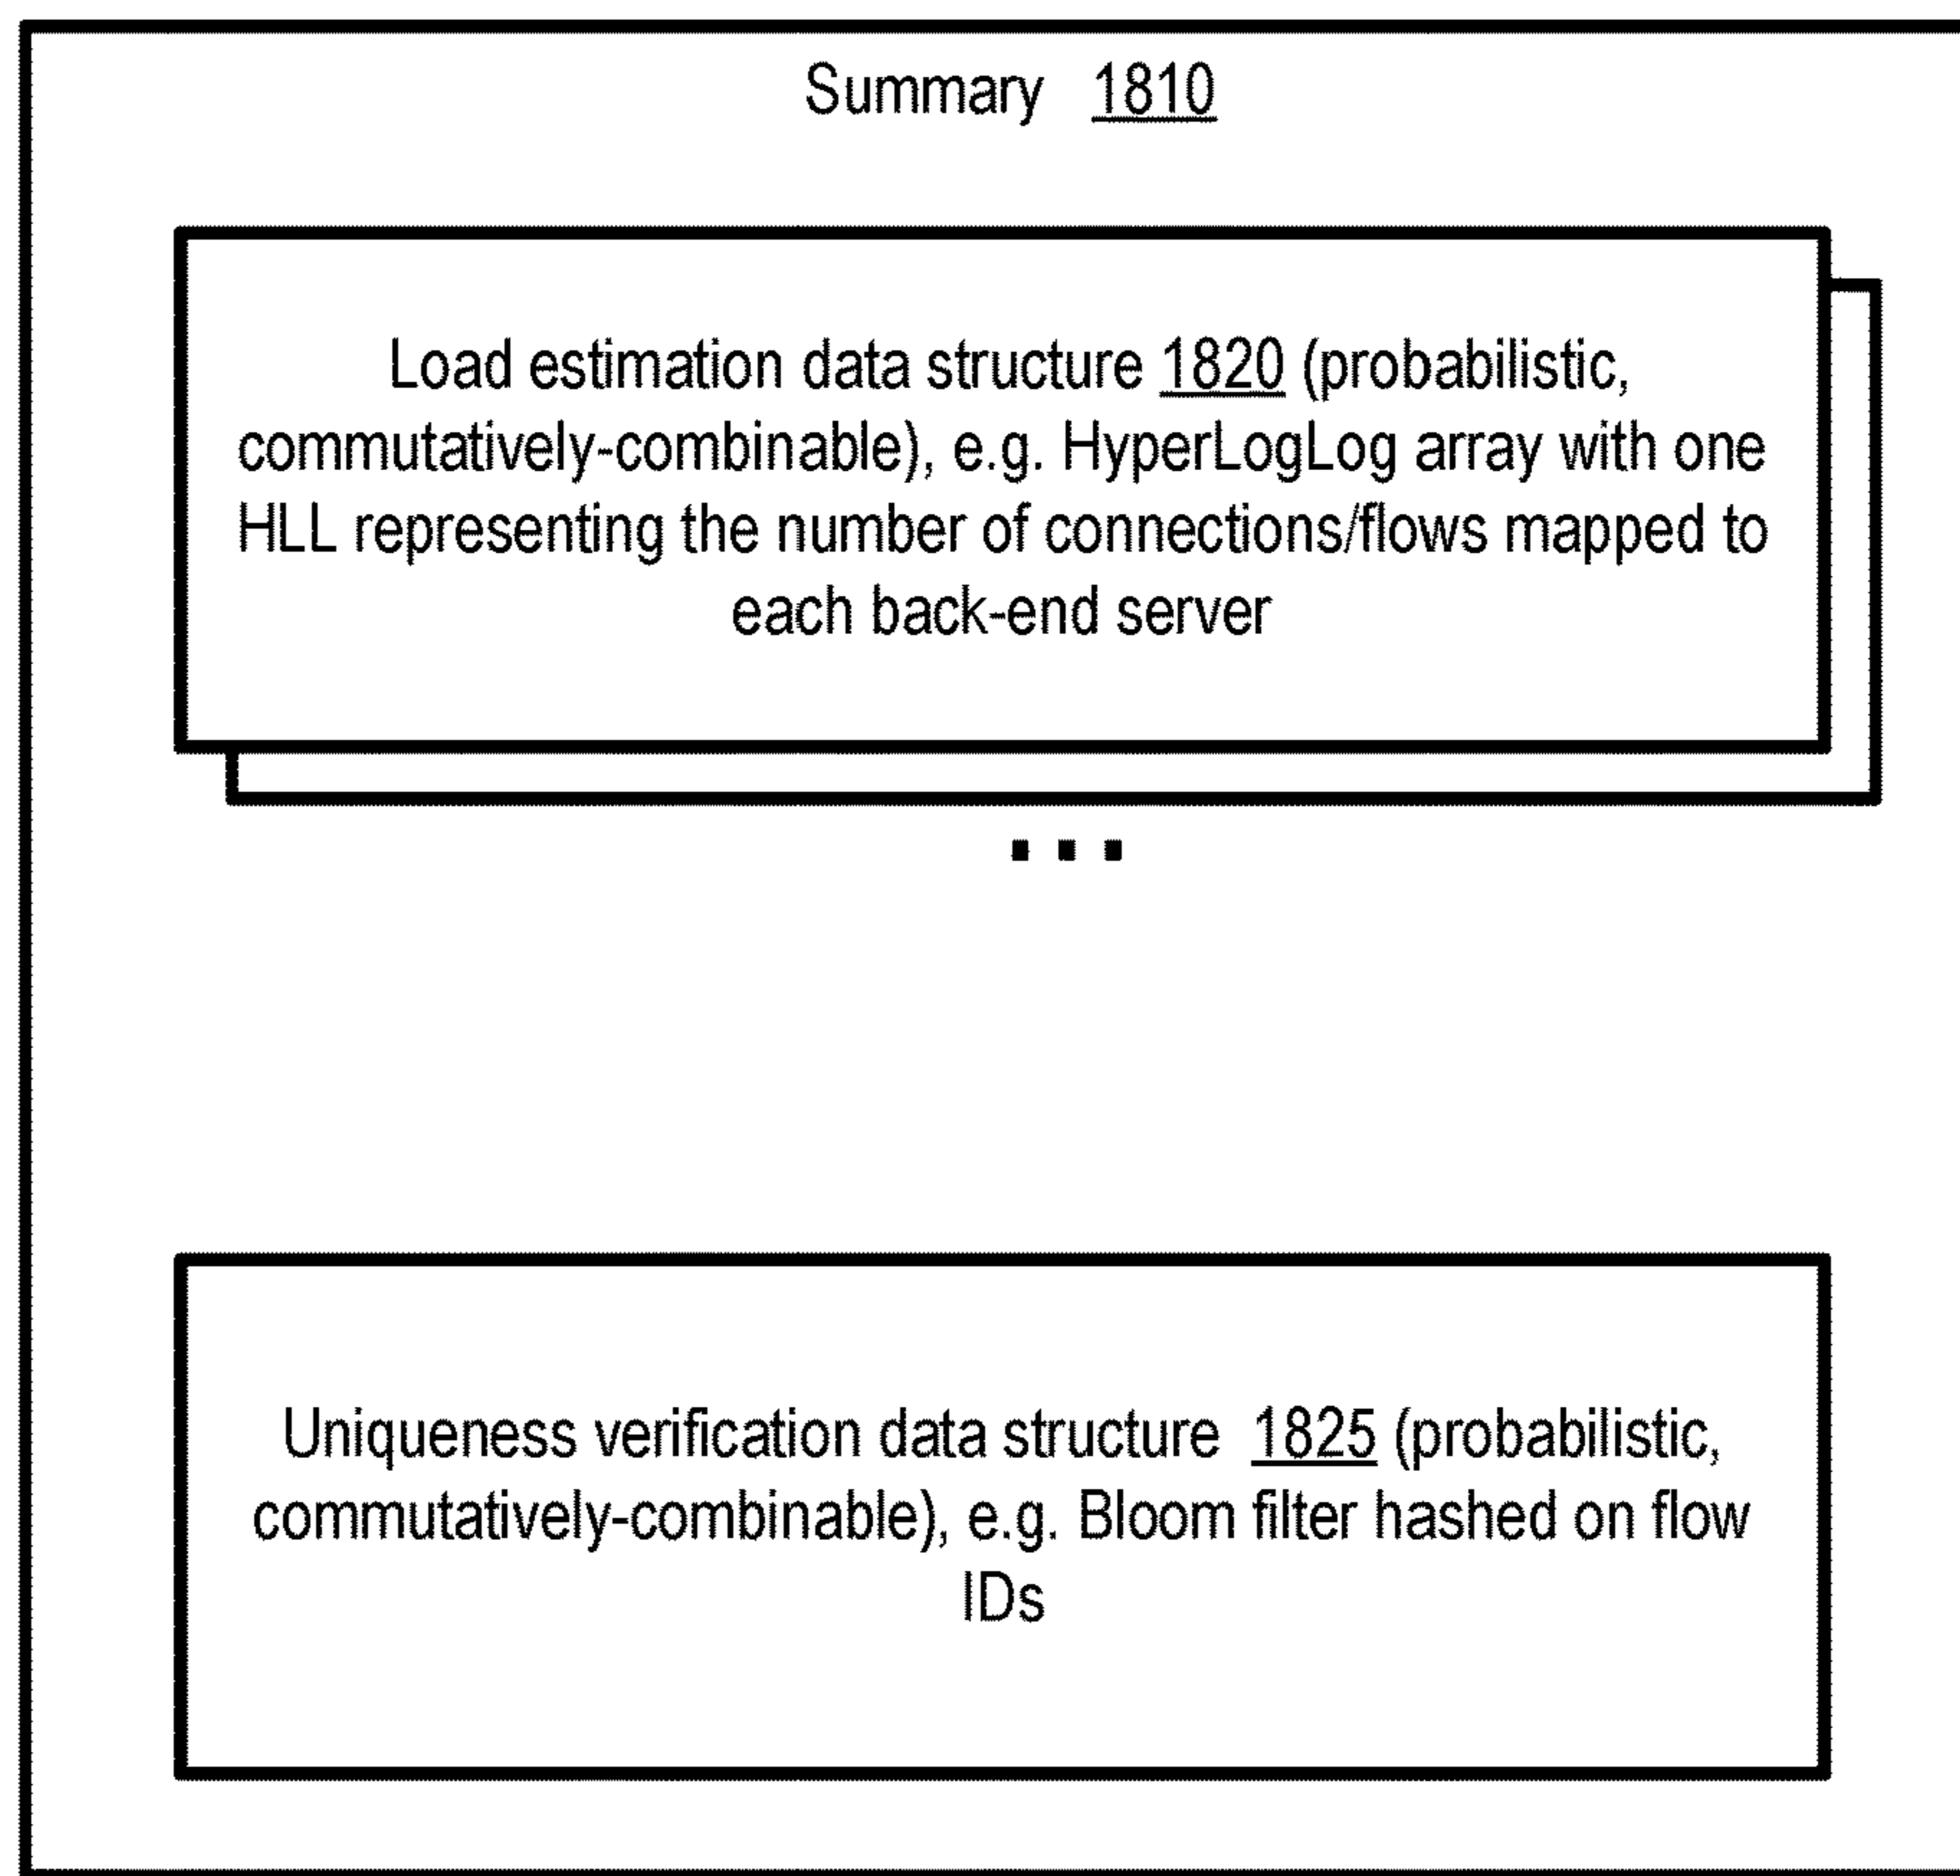 Summary 1810
Load estimation data structure 1820 (probabilistic,
commutatively-combinable), e.g. HyperLogLog array with one
HLL representing the number of connections/flows mapped to
each back-end server
...
Uniqueness verification data structure 1825 (probabilistic,
commutatively-combinable), e.g. Bloom filter hashed on flow
IDs